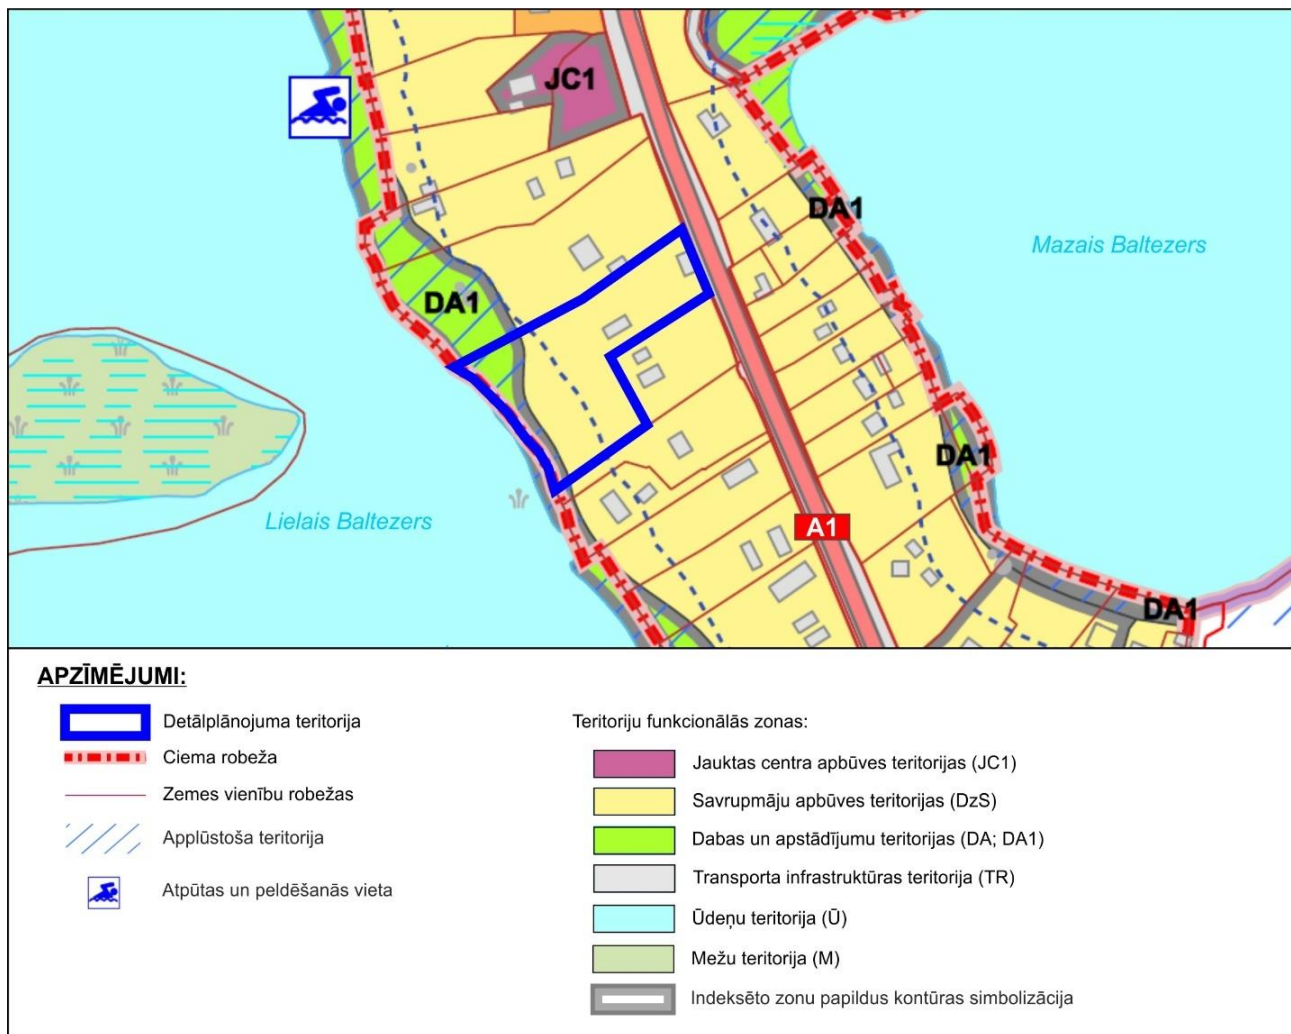 JC1
DA1
Mazais Baltezers
DA1
DA1
Lielais Baltezers
A1
DA1
APZĪMĒJUMI:
Detālplānojuma teritorija
Ciema robeža
Zemes vienību robežas
Applūstoša teritorija
Atpūtas un peldēšanās vieta
Teritoriju funkcionālās zonas:
Jauktas centra apbūves teritorijas (JC1)
Savrupmāju apbūves teritorijas (DzS)
Dabas un apstādījumu teritorijas (DA; DA1)
Transporta infrastruktūras teritorija (TR)
Ūdeņu teritorija (Ū)
Mežu teritorija (M)
Indeksēto zonu papildus kontūras simbolizācija